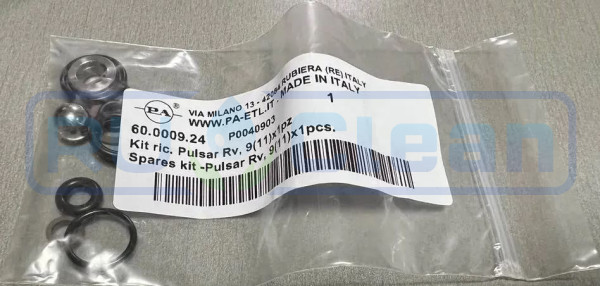 PA
VIA MILANO 13 - 42048 RUBIERA (RE) ITALY
WWW.PA-ETL.IT - MADE IN ITALY
60.0009.24
P0040903
1
Kit ric. Pulsar Rv, 9(11)x1pz
Spares kit -Pulsar Rv, 9(11)x1pcs.
Clean